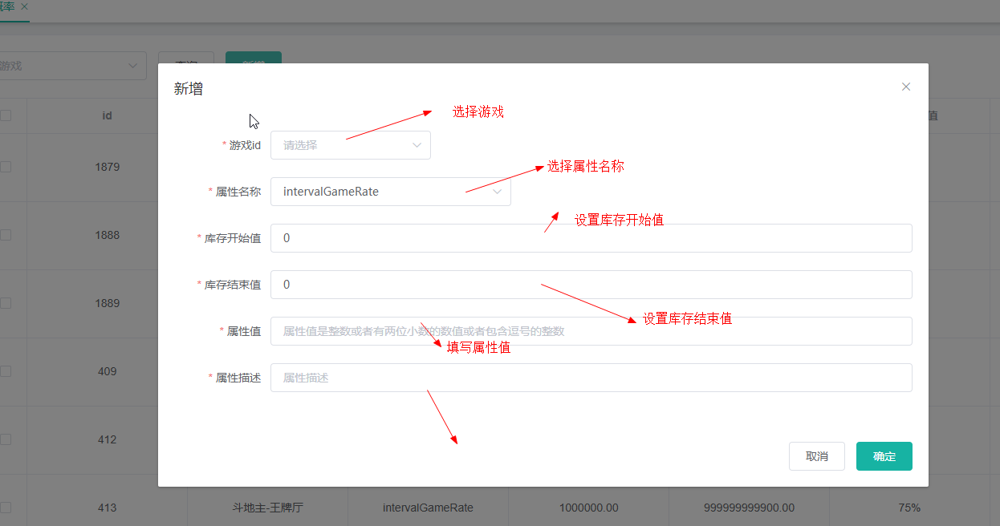 概率
游戏
查询
新增
新增
选择游戏
id
值
* 游戏id
请选择
选择属性名称
1879
* 属性名称
intervalGameRate
设置库存开始值
1888
* 库存开始值
0
* 库存结束值
0
1889
设置库存结束值
* 属性值
属性值是整数或者有两位小数的数值或者包含逗号的整数
填写属性值
409
* 属性描述
属性描述
412
取消
确定
413
斗地主-王牌厅
intervalGameRate
1000000.00
999999999900.00
75%